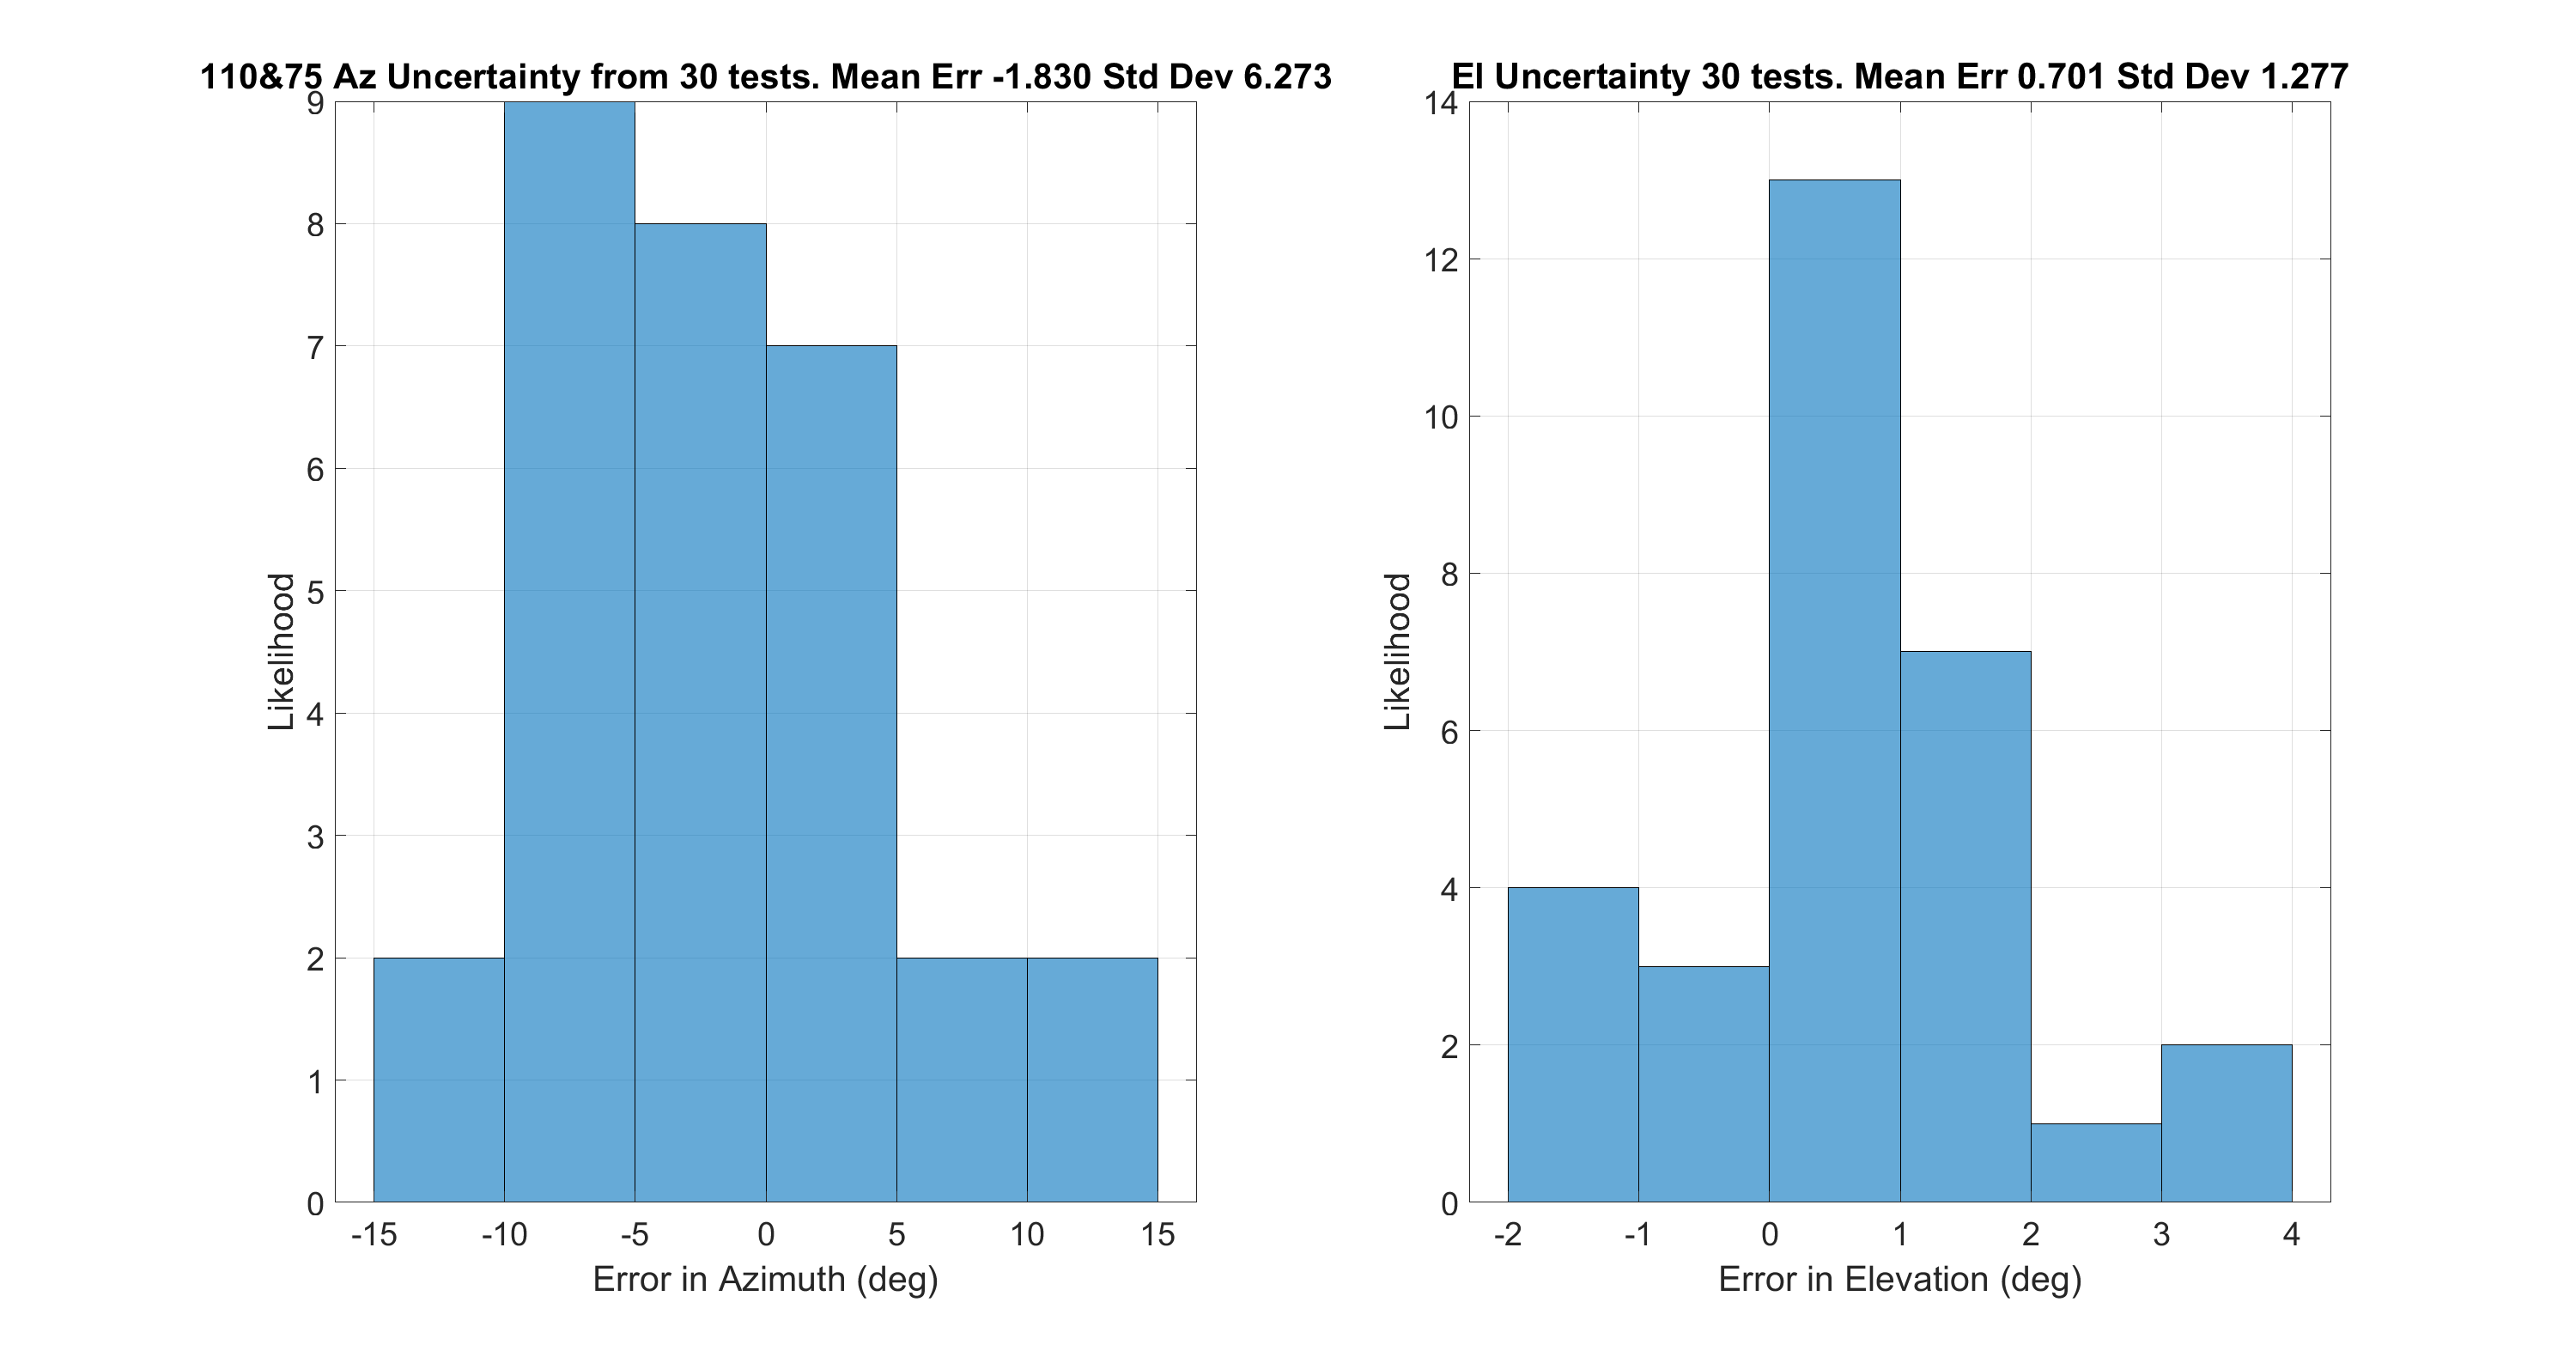 110&75 Az Uncertainty from 30 tests. Mean Err -1.830 Std Dev 6.273
9
8
7
6
5
4
3
2
1
0
Likelihood
-15 -10 -5 0 5 10 15
Error in Azimuth (deg)
El Uncertainty 30 tests. Mean Err 0.701 Std Dev 1.277
14
12
10
8
6
4
2
0
Likelihood
-2 -1 0 1 2 3 4
Error in Elevation (deg)